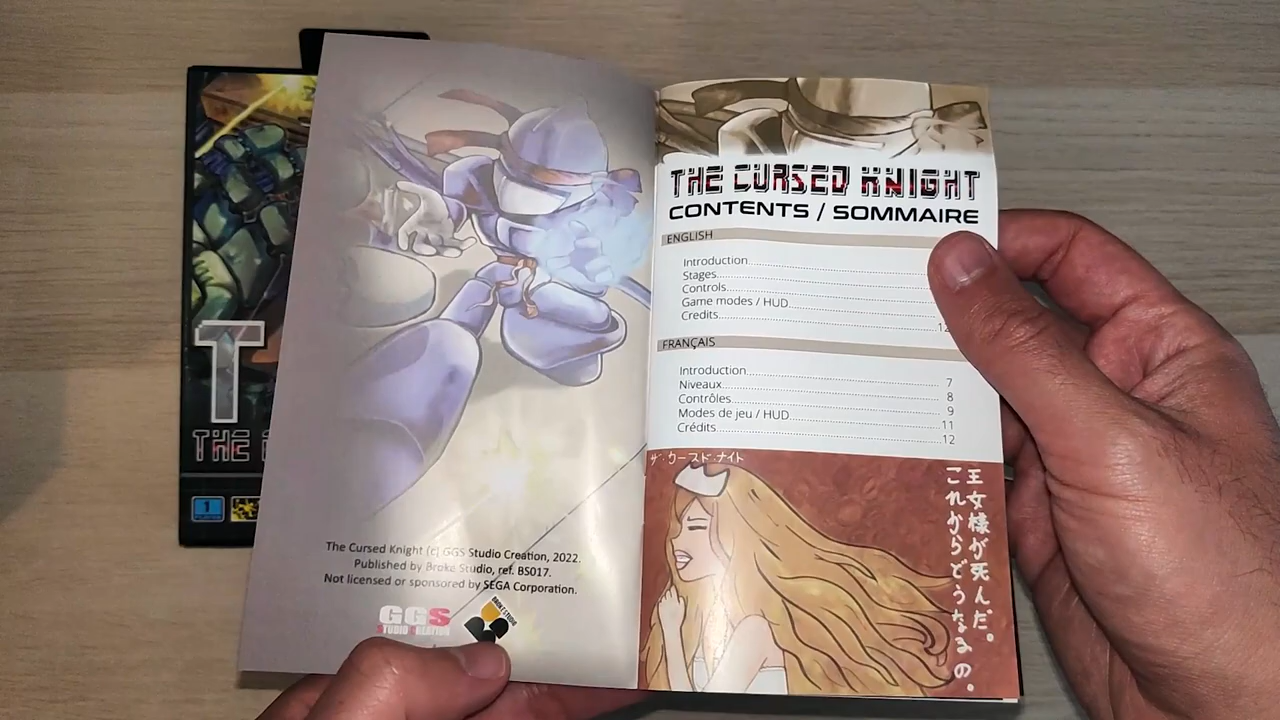 The Cursed Knight (c) GGS Studio Creation, 2022.
Published by Broke Studio, ref. BS017.
Not licensed or sponsored by SEGA Corporation.
GGS
STUDIO CREATION
THE CURSED KNIGHT
CONTENTS / SOMMAIRE
ENGLISH
Introduction
Stages
Controls
Game modes / HUD
Credits
12
FRANÇAIS
Introduction 7
Niveaux 8
Contrôles 9
Modes de jeu / HUD 11
Crédits 12
ザ・カースド・ナイト
王女様が死んだ。
これからどうなるの。
T
THE
1